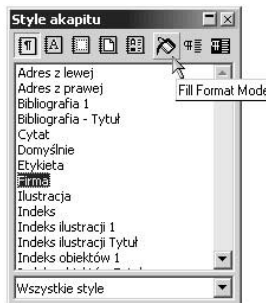 Style akapitu
Fill Format Mode
Adres z lewej
Adres z prawej
Bibliografia 1
Bibliografia - Tytuł
Cytat
Domyślnie
Etykieta
Firma
Ilustracja
Indeks
Indeks ilustracji 1
Indeks ilustracji Tytuł
Indeks obiektów 1
Wszystkie style